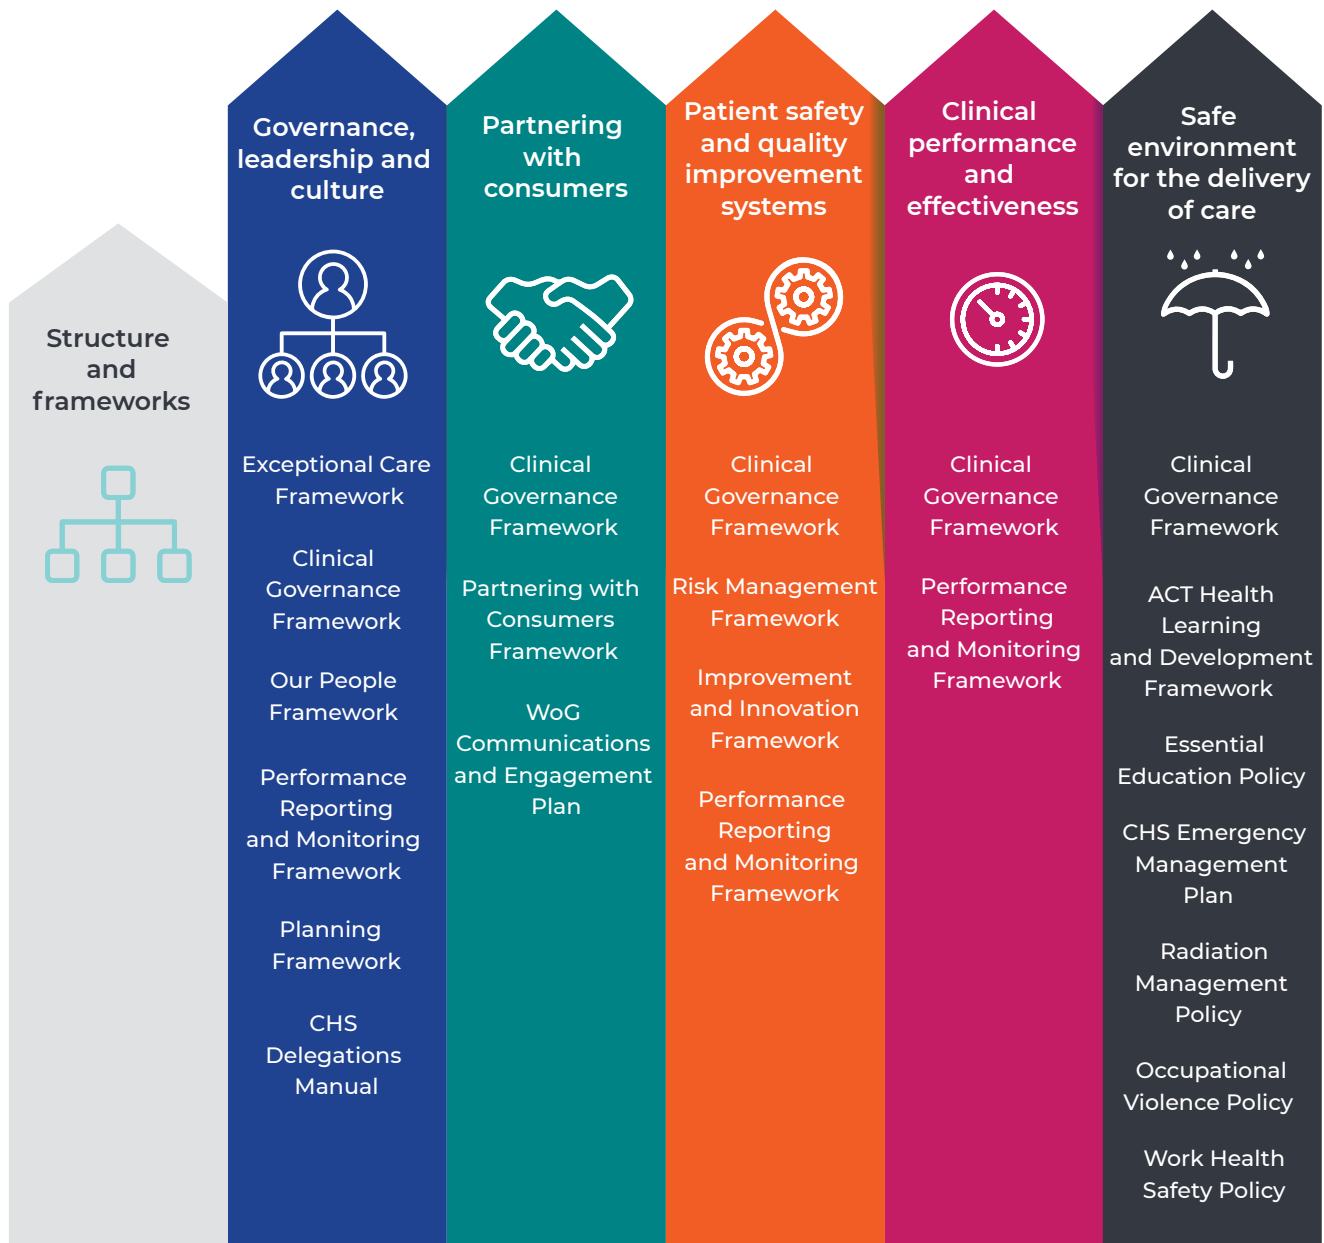 Structure
and
frameworks
Governance,
leadership and
culture
Exceptional Care
Framework
Clinical
Governance
Framework
Our People
Framework
Performance
Reporting
and Monitoring
Framework
Planning
Framework
CHS
Delegations
Manual
Partnering
with
consumers
Clinical
Governance
Framework
Partnering with
Consumers
Framework
WoG
Communications
and Engagement
Plan
Patient safety
and quality
improvement
systems
Clinical
Governance
Framework
Risk Management
Framework
Improvement
and Innovation
Framework
Performance
Reporting
and Monitoring
Framework
Clinical
performance
and
effectiveness
Clinical
Governance
Framework
Performance
Reporting
and Monitoring
Framework
Safe
environment
for the delivery
of care
Clinical
Governance
Framework
ACT Health
Learning
and Development
Framework
Essential
Education Policy
CHS Emergency
Management
Plan
Radiation
Management
Policy
Occupational
Violence Policy
Work Health
Safety Policy